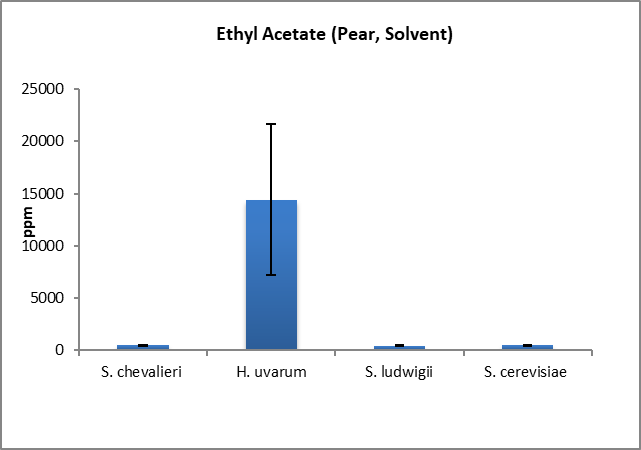 Ethyl Acetate (Pear, Solvent)
25000
20000
15000
ppm
10000
5000
0
S. chevalieri H. uvarum S. ludwigii S. cerevisiae